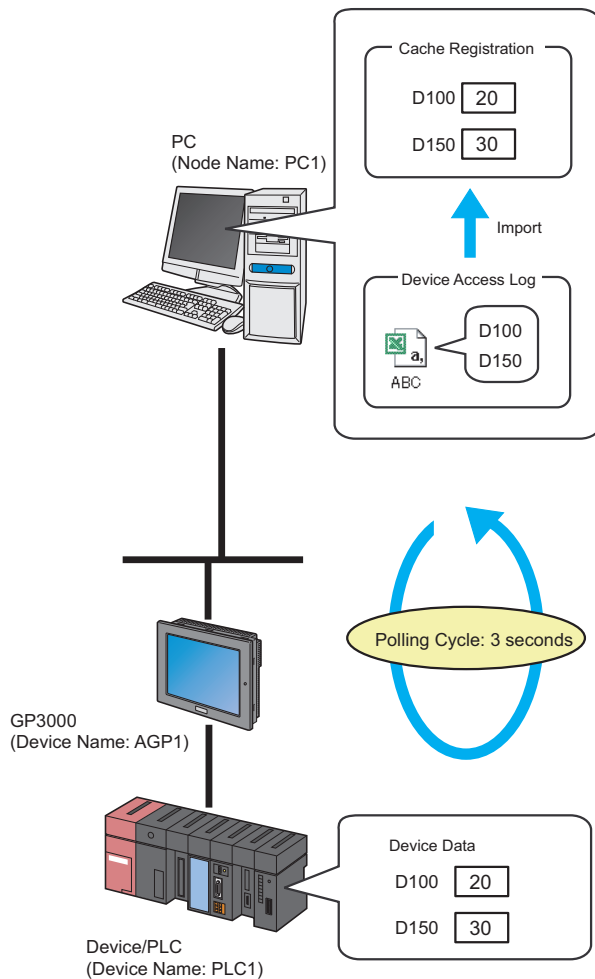 Cache Registration
D100 20
D150 30
PC
(Node Name: PC1)
Import
Device Access Log
a,
ABC
D100
D150
Polling Cycle: 3 seconds
GP3000
(Device Name: AGP1)
Device Data
D100 20
D150 30
Device/PLC
(Device Name: PLC1)